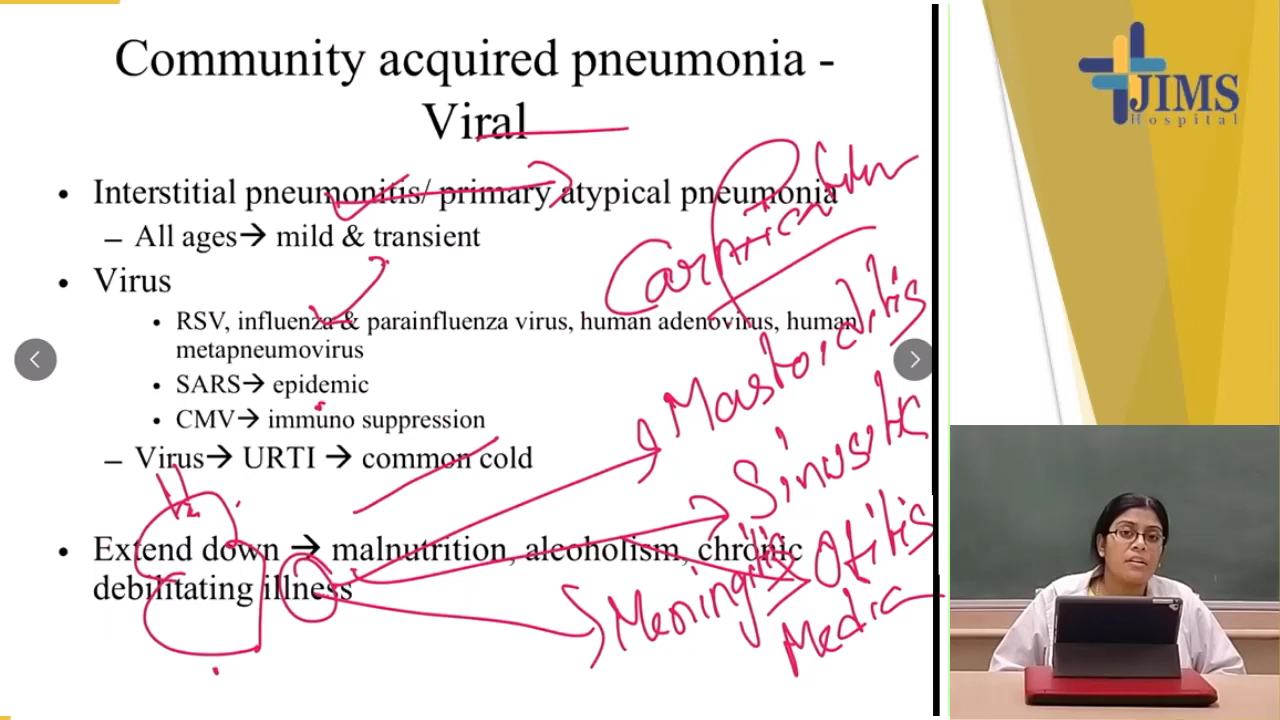 Community acquired pneumonia -
Viral
• Interstitial pneumonitis/ primary atypical pneumonia
– All ages→ mild & transient
• Virus
• RSV, influenza & parainfluenza virus, human adenovirus, human
metapneumovirus
• SARS→ epidemic
• CMV→ immuno suppression
– Virus→ URTI → common cold
• Extend down → malnutrition, alcoholism, chronic
debilitating illness
Mastoiditis
Meningitis
Otitis
Media
JIMS
Hospital